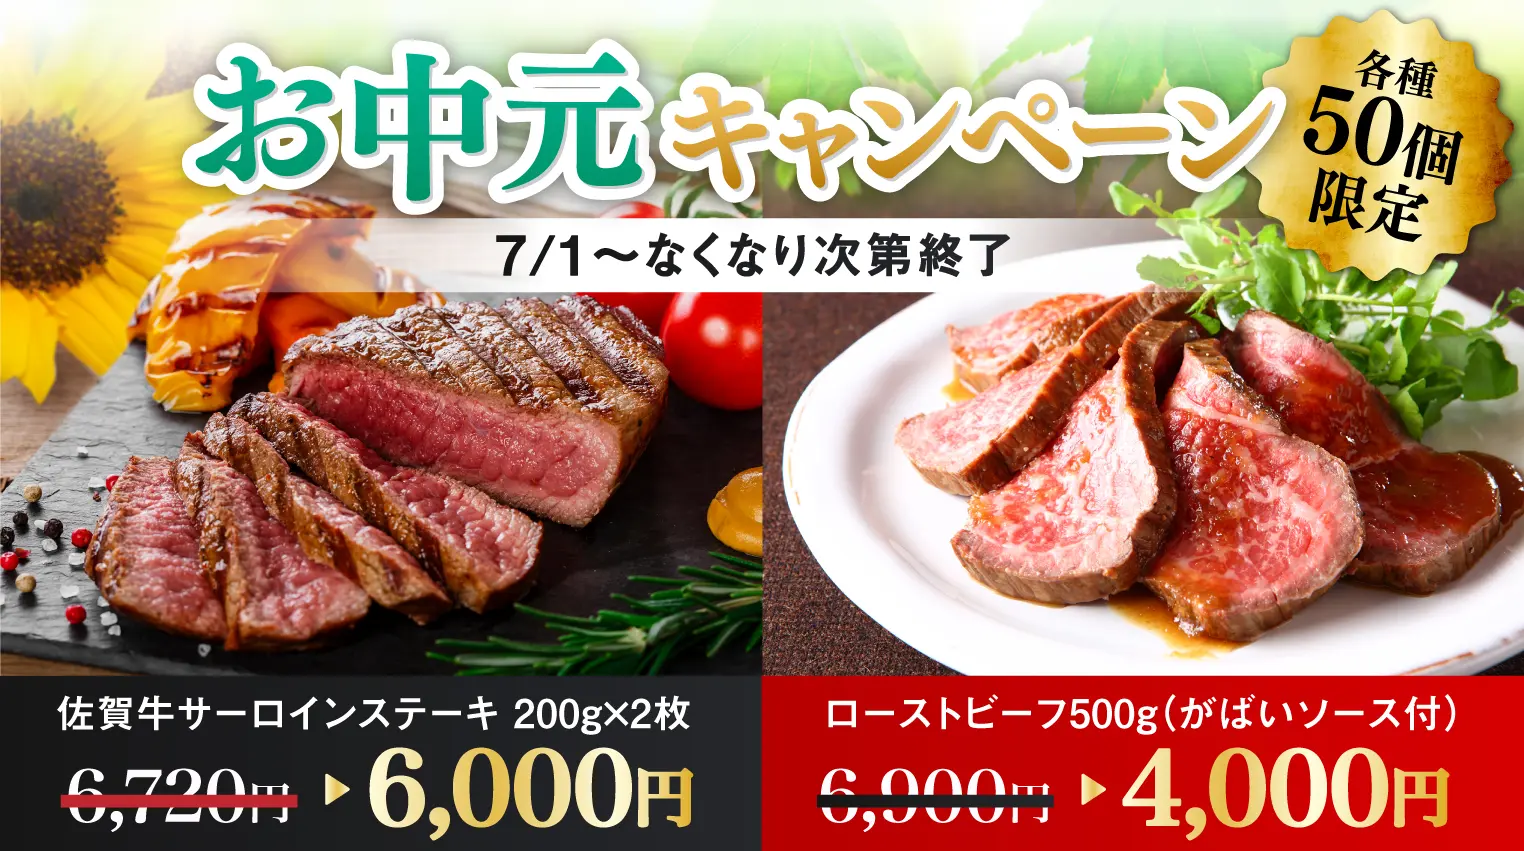 お中元キャンペーン
各種
50個
限定
7/1～なくなり次第終了
佐賀牛サーロインステーキ 200g×2枚
6,720円 ▶ 6,000円
ローストビーフ500g（がばいソース付）
6,900円 ▶ 4,000円